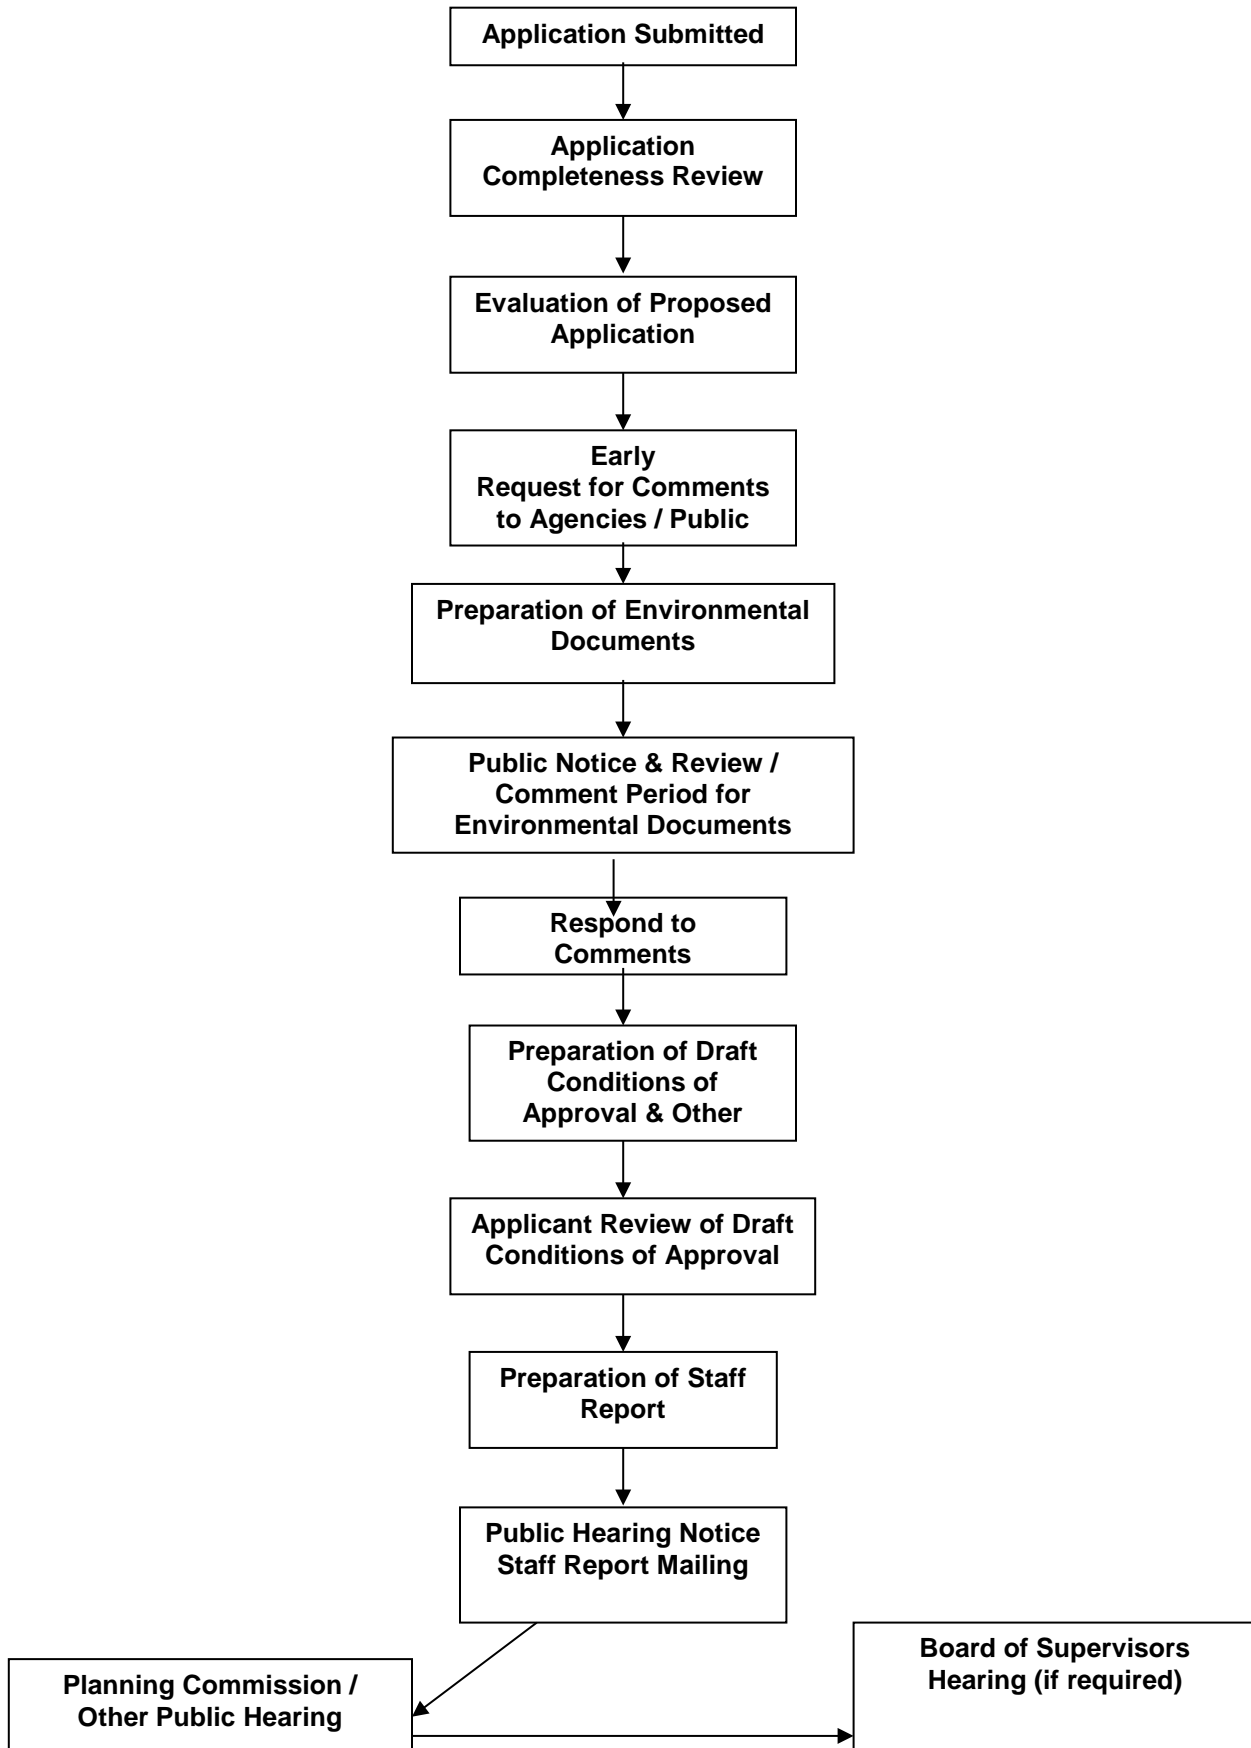 Application Submitted
Application
Completeness Review
Evaluation of Proposed
Application
Early
Request for Comments
to Agencies / Public
Preparation of Environmental
Documents
Public Notice & Review /
Comment Period for
Environmental Documents
Respond to
Comments
Preparation of Draft
Conditions of
Approval & Other
Applicant Review of Draft
Conditions of Approval
Preparation of Staff
Report
Public Hearing Notice
Staff Report Mailing
Planning Commission /
Other Public Hearing
Board of Supervisors
Hearing (if required)